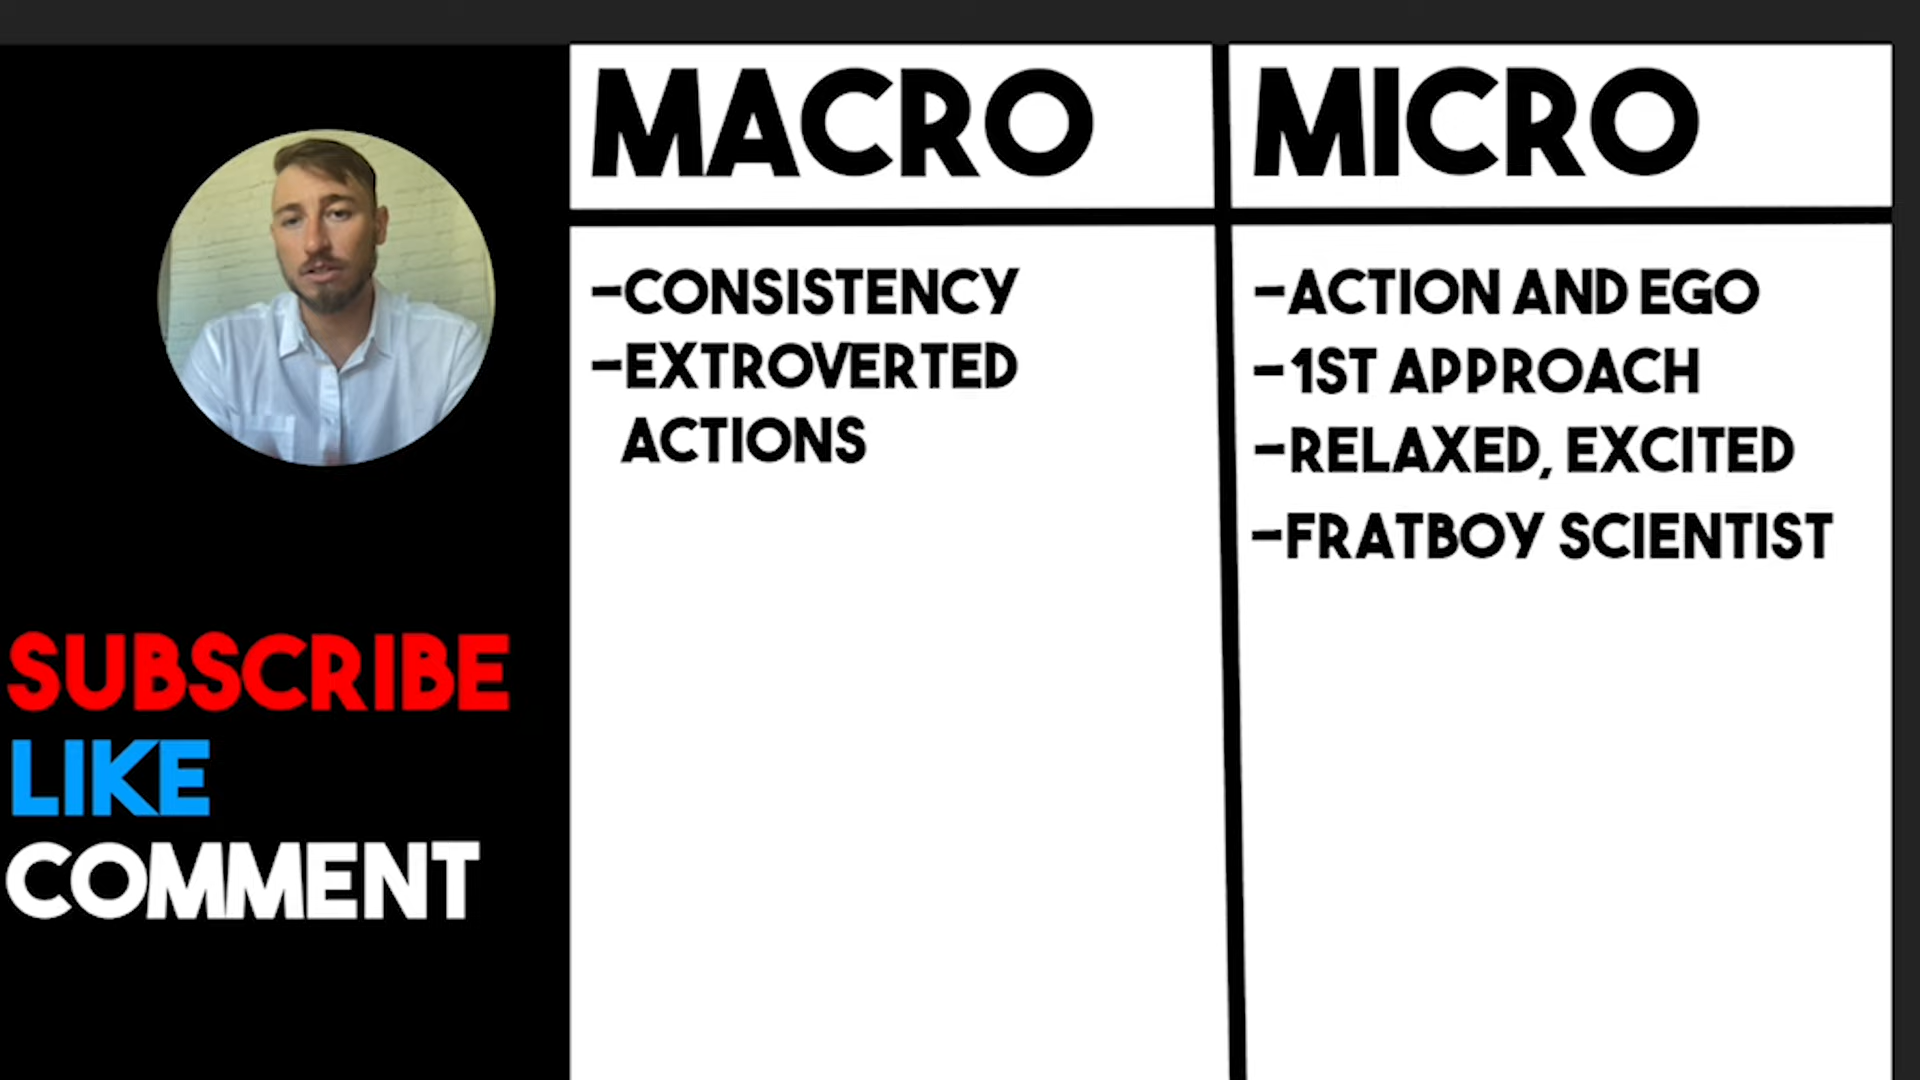 MACRO
MICRO
-CONSISTENCY
-EXTROVERTED
ACTIONS
-ACTION AND EGO
-1ST APPROACH
-RELAXED, EXCITED
-FRATBOY SCIENTIST
SUBSCRIBE
LIKE
COMMENT